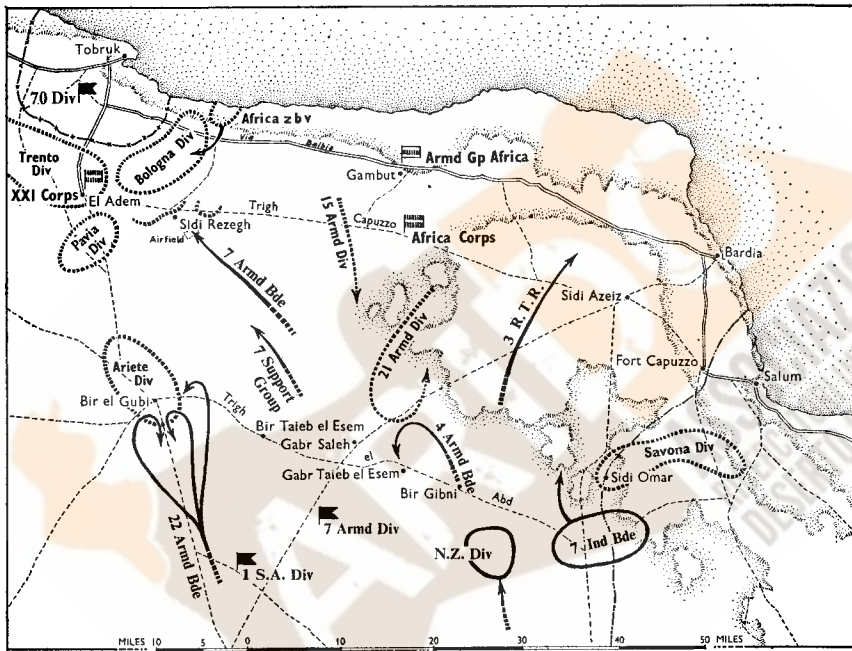 Tobruk
70 Div
Africa zbv
Bologna Div
Via Balbia
Armd Gp Africa
Trento
Div
XXI Corps
El Adem
Gambut
Trigh
Capuzzo
15 Armd Div
Africa Corps
Sidi Rezegh
Airfield
Pavia
Div
7 Armd Bde
Bardia
Sidi Azeiz
3 R.T.R.
21 Armd Div
7 Support
Group
Fort Capuzzo
Salum
Ariete
Div
Bir el Gubi
Trigh
Bir Taieb el Esem
Gabr Saleh
el
Gabr Taieb el Esem
4 Armd Bde
Bir Gibni
Abd
Savona Div
Sidi Omar
22 Armd Bde
7 Armd Div
N.Z. Div
7 Ind Bde
1 S.A. Div
MILES 10 5 0 10 20 30 40 50 MILES